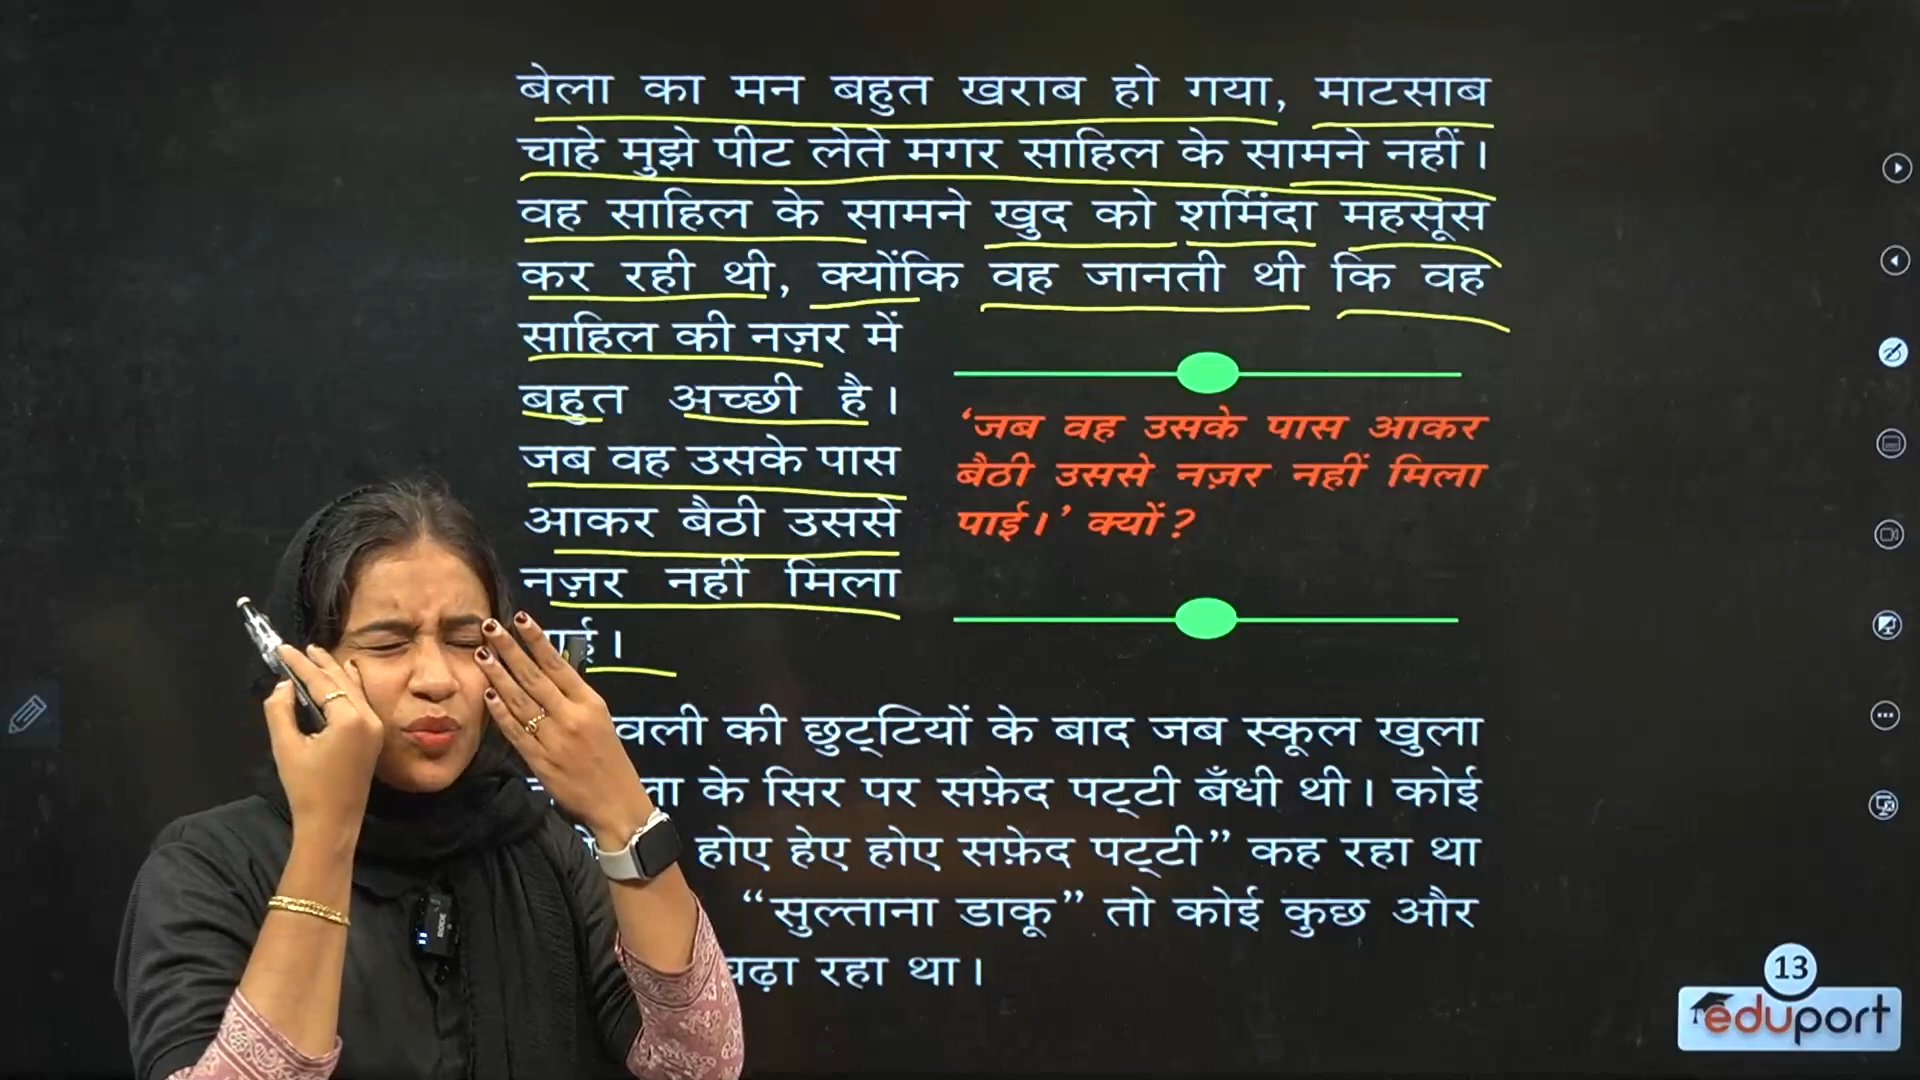 बेला का मन बहुत खराब हो गया, माटसाब
चाहे मुझे पीट लेते मगर साहिल के सामने नहीं।
वह साहिल के सामने खुद को शर्मिंदा महसूस
कर रही थी, क्योंकि वह जानती थी कि वह
साहिल की नज़र में
बहुत अच्छी है।
जब वह उसके पास
आकर बैठी उससे
नज़र नहीं मिला
‘जब वह उसके पास आकर
बैठी उससे नज़र नहीं मिला
पाई।’ क्यों?
की छुट्टियों के बाद जब स्कूल खुला
के सिर पर सफ़ेद पट्टी बँधी थी। कोई
होए हेए होए सफ़ेद पट्टी” कह रहा था
“सुल्ताना डाकू” तो कोई कुछ और
रहा था।
13
eduport